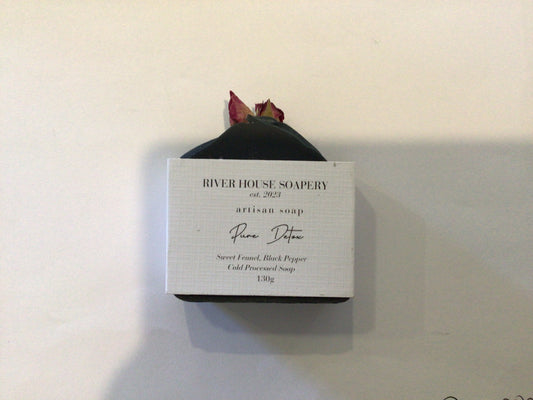 RIVER HOUSE SOAPERY
est. 2023
artisan soap
Pure Detox
Sweet Fennel, Black Pepper
Cold Processed Soap
130g